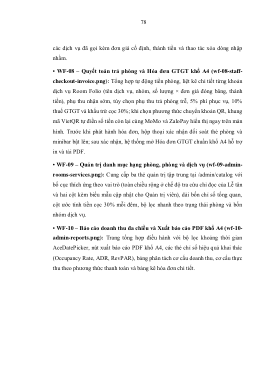 78
các dịch vụ đã gọi kèm đơn giá cố định, thành tiền và thao tác xóa dòng nhập
nhầm.
• WF-08 – Quyết toán trả phòng và Hóa đơn GTGT khổ A4 (wf-08-staff-
checkout-invoice.png): Tổng hợp tự động tiền phòng, liệt kê chi tiết từng khoản
dịch vụ Room Folio (tên dịch vụ, nhóm, số lượng × đơn giá đóng băng, thành
tiền), phụ thu nhận sớm, tùy chọn phụ thu trả phòng trễ, 5% phí phục vụ, 10%
thuế GTGT và khấu trừ cọc 30%; khi chọn phương thức chuyển khoản QR, khung
mã VietQR tự điền số tiền còn lại cùng MoMo và ZaloPay hiển thị ngay trên màn
hình. Trước khi phát hành hóa đơn, hộp thoại xác nhận đối soát thẻ phòng và
minibar bật lên; sau xác nhận, hệ thống mở Hóa đơn GTGT chuẩn khổ A4 hỗ trợ
in và tải PDF.
• WF-09 – Quản trị danh mục hạng phòng, phòng và dịch vụ (wf-09-admin-
rooms-services.png): Cung cấp ba thẻ quản trị tập trung tại /admin/catalog với
bố cục thích ứng theo vai trò (toàn chiều rộng ở chế độ tra cứu chỉ đọc của Lễ tân
và hai cột kèm biểu mẫu cập nhật cho Quản trị viên), dải bốn chỉ số tổng quan,
cột ước tính tiền cọc 30% mỗi đêm, bộ lọc nhanh theo trạng thái phòng và bốn
nhóm dịch vụ.
• WF-10 – Báo cáo doanh thu đa chiều và Xuất báo cáo PDF khổ A4 (wf-10-
admin-reports.png): Trang tổng hợp điều hành với bộ lọc khoảng thời gian
AceDatePicker, nút xuất báo cáo PDF khổ A4, các thẻ chỉ số hiệu quả khai thác
(Occupancy Rate, ADR, RevPAR), bảng phân tách cơ cấu doanh thu, cơ cấu thực
thu theo phương thức thanh toán và bảng kê hóa đơn chi tiết.